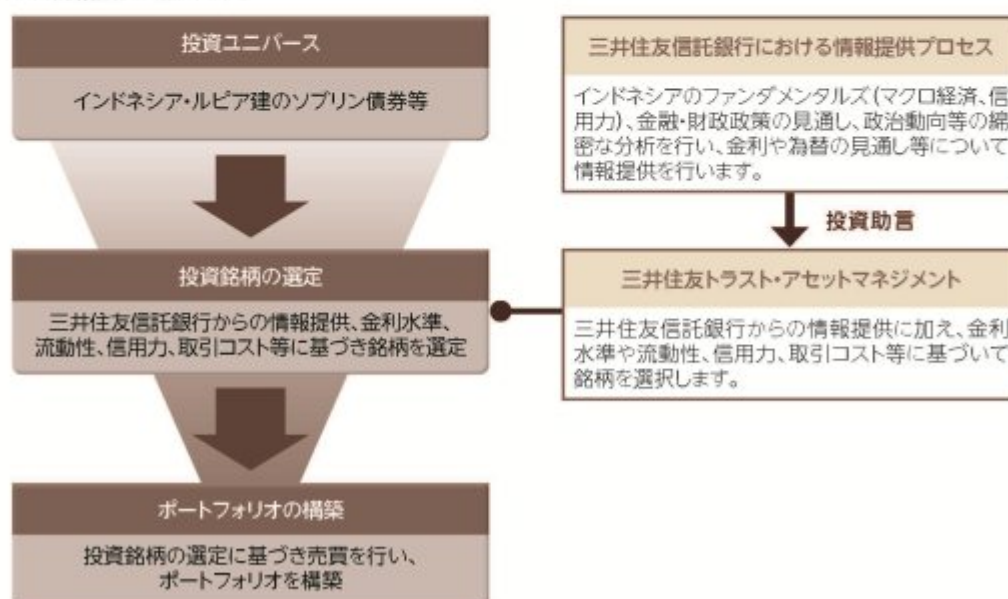 投資ユニバース
インドネシア・ルピア建のソブリン債券等
投資銘柄の選定
三井住友信託銀行からの情報提供、金利水準、
流動性、信用力、取引コスト等に基づき銘柄を選定
ポートフォリオの構築
投資銘柄の選定に基づき売買を行い、
ポートフォリオを構築
三井住友信託銀行における情報提供プロセス
インドネシアのファンダメンタルズ(マクロ経済、信
用力)、金融・財政政策の見通し、政治動向等の綿
密な分析を行い、金利や為替の見通し等について
情報提供を行います。
投資助言
三井住友トラスト・アセットマネジメント
三井住友信託銀行からの情報提供に加え、金利
水準や流動性、信用力、取引コスト等に基づいて
銘柄を選択します。